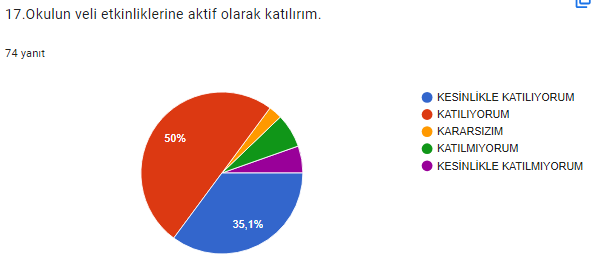 17.Okulun veli etkinliklerine aktif olarak katılırım.
74 yanıt
KESİNLİKLE KATILIYORUM
KATILIYORUM
KARARSIZIM
KATILMIYORUM
KESİNLİKLE KATILMIYORUM
50%
35,1%